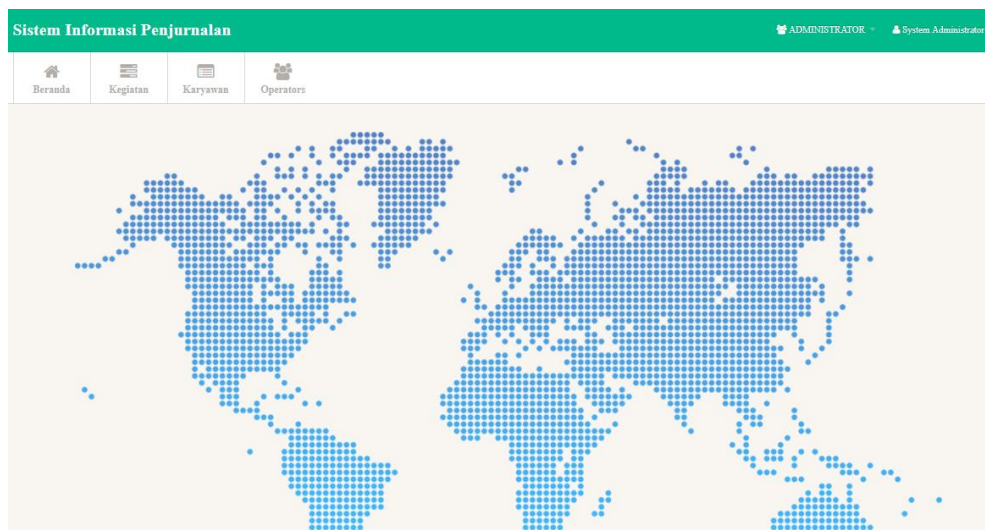 Sistem Informasi Penjurnalan
ADMINISTRATOR
System Administrator
Beranda
Kegiatan
Karyawan
Operators